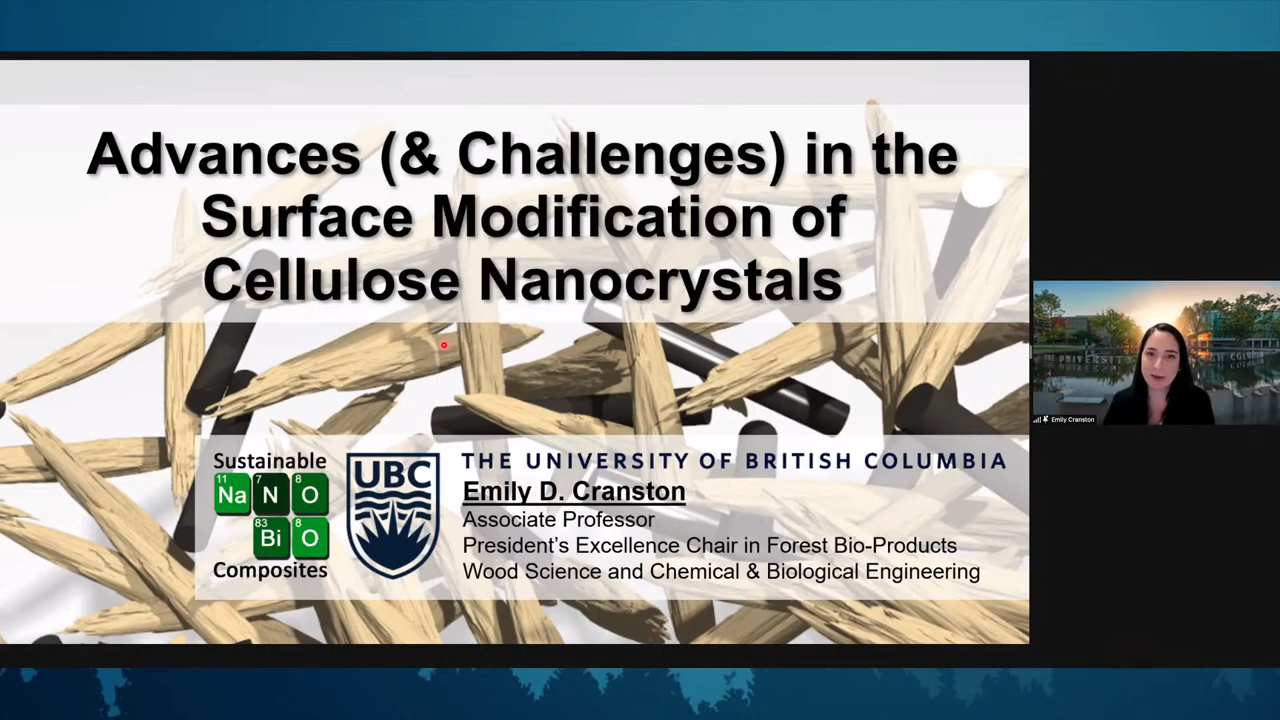 Advances (& Challenges) in the
Surface Modification of
Cellulose Nanocrystals
Sustainable
11 Na 7 N 8 O
83 Bi 8 O
Composites
UBC
THE UNIVERSITY OF BRITISH COLUMBIA
Emily D. Cranston
Associate Professor
President's Excellence Chair in Forest Bio-Products
Wood Science and Chemical & Biological Engineering
THE UNIVERSITY
Emily Cranston